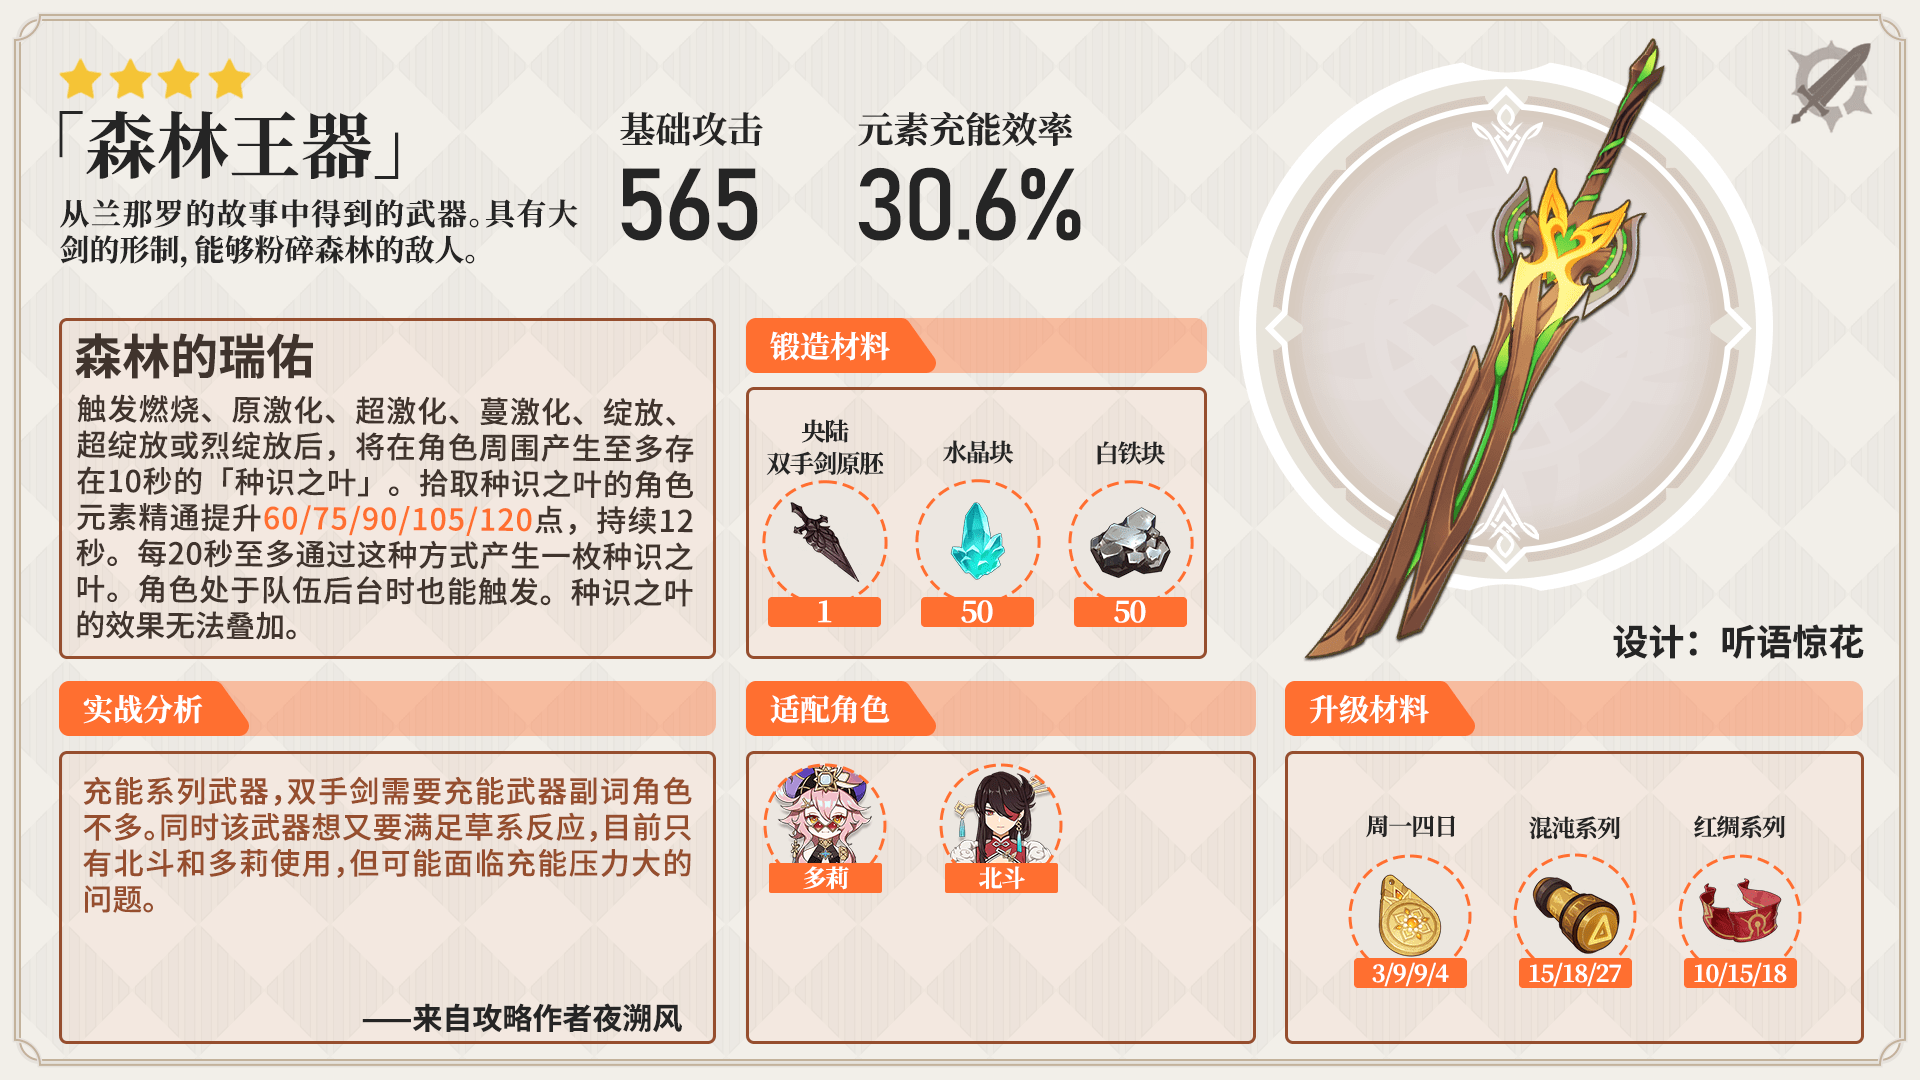 「森林王器」
从兰那罗的故事中得到的武器。具有大
剑的形制，能够粉碎森林的敌人。
基础攻击
565
元素充能效率
30.6%
森林的瑞佑
触发燃烧、原激化、超激化、蔓激化、绽放、
超绽放或烈绽放后，将在角色周围产生至多存
在10秒的「种识之叶」。拾取种识之叶的角色
元素精通提升60/75/90/105/120点，持续12
秒。每20秒至多通过这种方式产生一枚种识之
叶。角色处于队伍后台时也能触发。种识之叶
的效果无法叠加。
锻造材料
央陆
双手剑原胚
1
水晶块
50
白铁块
50
设计：听语惊花
实战分析
充能系列武器，双手剑需要充能武器副词角色
不多。同时该武器想又要满足草系反应，目前只
有北斗和多莉使用，但可能面临充能压力大的
问题。
——来自攻略作者夜溯风
适配角色
多莉
北斗
升级材料
周一四日
3/9/9/4
混沌系列
15/18/27
红绸系列
10/15/18